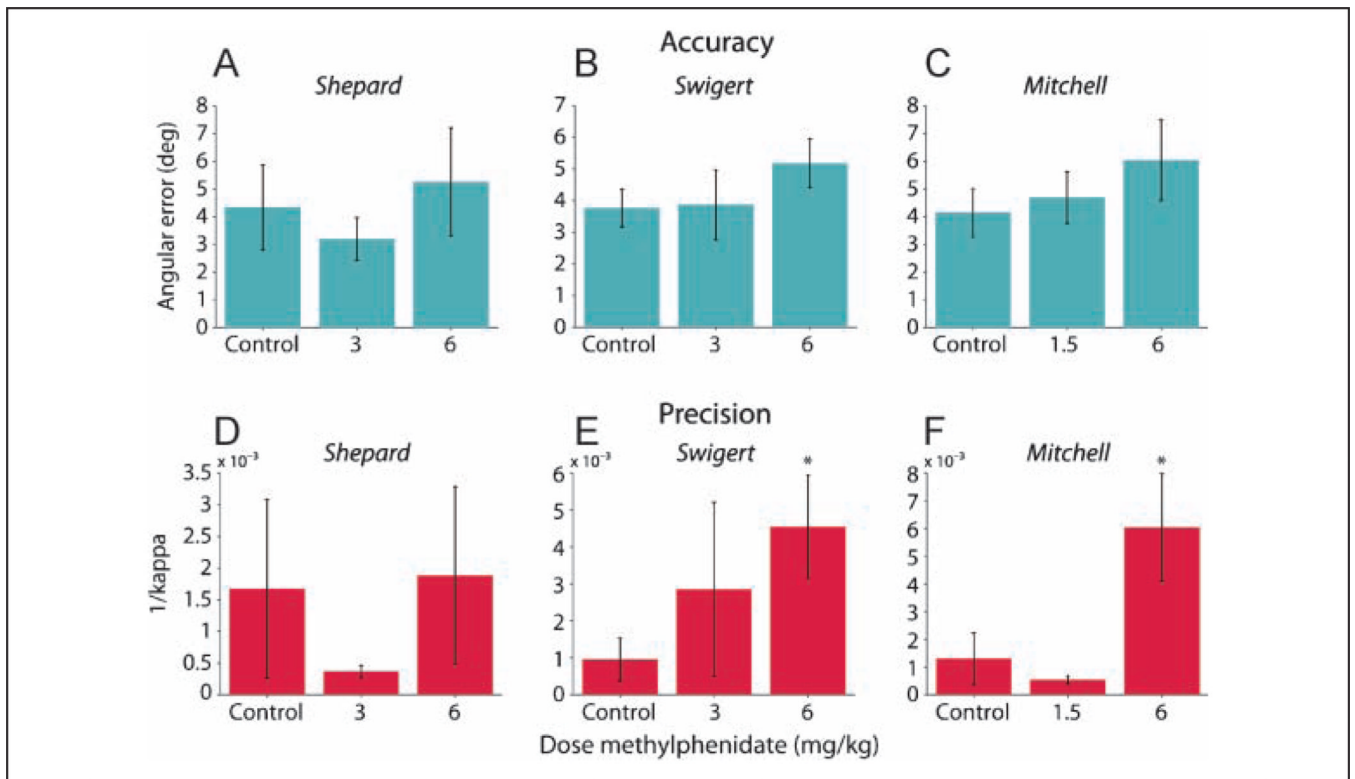 Accuracy
A
Shepard
B
Swigert
C
Mitchell
Angular error (deg)
8
7
6
5
4
3
2
1
0
Control
3
6
7
6
5
4
3
2
1
0
Control
3
6
8
7
6
5
4
3
2
1
0
Control
1.5
6
Precision
D
Shepard
E
Swigert
F
Mitchell
1/kappa
x 10⁻³
3.5
3
2.5
2
1.5
1
0.5
0
Control
3
6
x 10⁻³
6
5
4
3
2
1
0
*
Control
3
6
x 10⁻³
8
7
6
5
4
3
2
1
0
*
Control
1.5
6
Dose methylphenidate (mg/kg)